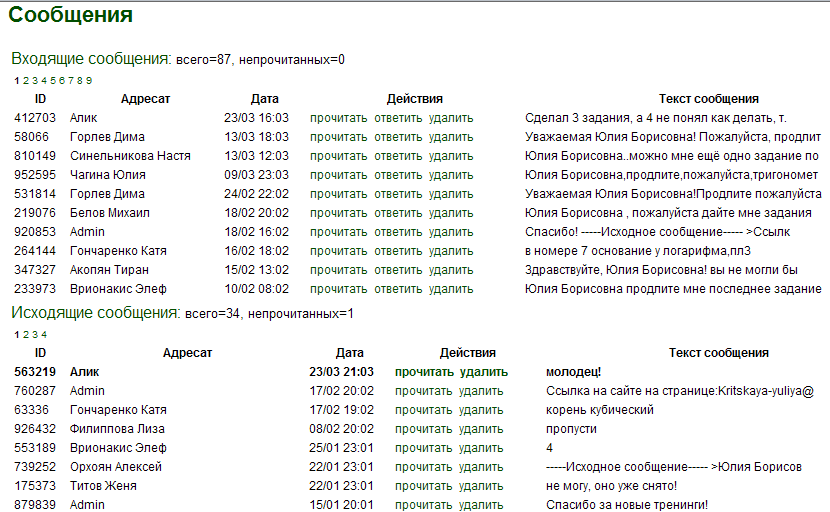 Сообщения
Входящие сообщения: всего=87, непрочитанных=0
1 2 3 4 5 6 7 8 9
ID Адресат Дата Действия Текст сообщения
412703 Алик 23/03 16:03 прочитать ответить удалить Сделал 3 задания, а 4 не понял как делать, т.
58066 Горлев Дима 13/03 18:03 прочитать ответить удалить Уважаемая Юлия Борисовна! Пожалуйста, продлит
810149 Синельникова Настя 13/03 12:03 прочитать ответить удалить Юлия Борисовна..можно мне ещё одно задание по
952595 Чагина Юлия 09/03 23:03 прочитать ответить удалить Юлия Борисовна,продлите,пожалуйста,тригономет
531814 Горлев Дима 24/02 22:02 прочитать ответить удалить Уважаемая Юлия Борисовна!Продлите пожалуйста
219076 Белов Михаил 18/02 20:02 прочитать ответить удалить Юлия Борисовна , пожалуйста дайте мне задания
920853 Admin 18/02 16:02 прочитать ответить удалить Спасибо! -----Исходное сообщение----- >Ссылк
264144 Гончаренко Катя 16/02 18:02 прочитать ответить удалить в номере 7 основание у логарифма,пл3
347327 Акопян Тиран 15/02 13:02 прочитать ответить удалить Здравствуйте, Юлия Борисовна! вы не могли бы
233973 Врионакис Элеф 10/02 08:02 прочитать ответить удалить Юлия Борисовна продлите мне последнее задание
Исходящие сообщения: всего=34, непрочитанных=1
1 2 3 4
ID Адресат Дата Действия Текст сообщения
563219 Алик 23/03 21:03 прочитать удалить молодец!
760287 Admin 17/02 20:02 прочитать удалить Ссылка на сайте на странице:Kritskaya-yuliya@
63336 Гончаренко Катя 17/02 19:02 прочитать удалить корень кубический
926432 Филиппова Лиза 08/02 20:02 прочитать удалить пропусти
553189 Врионакис Элеф 25/01 23:01 прочитать удалить 4
739252 Орхоян Алексей 22/01 23:01 прочитать удалить -----Исходное сообщение----- >Юлия Борисов
175373 Титов Женя 22/01 23:01 прочитать удалить не могу, оно уже снято!
879839 Admin 15/01 20:01 прочитать удалить Спасибо за новые тренинги!